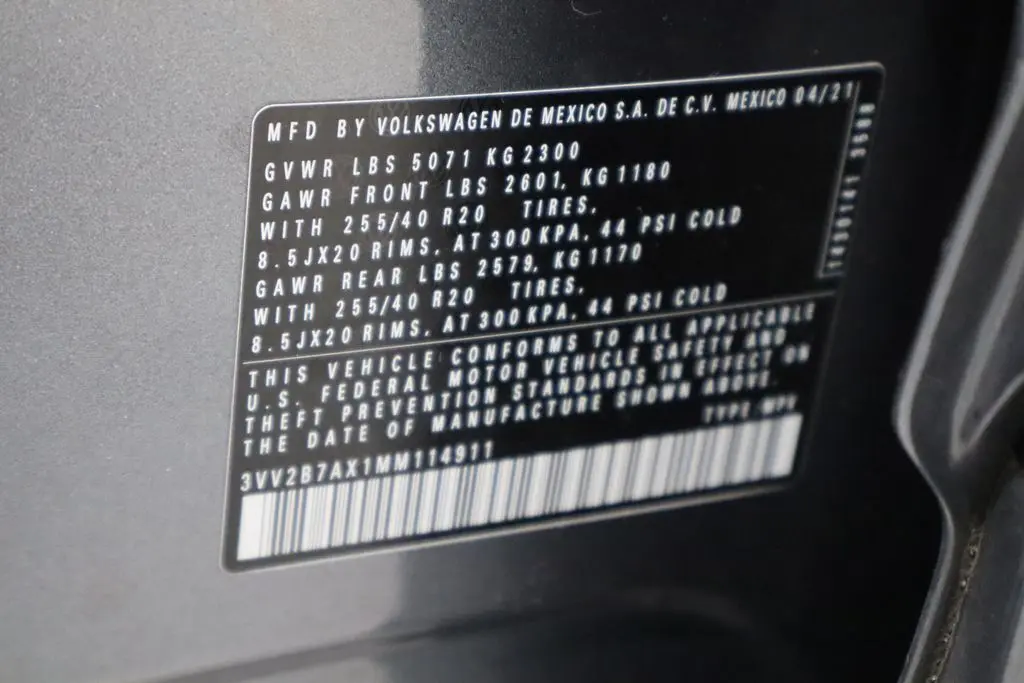 MFD BY VOLKSWAGEN DE MEXICO S.A. DE C.V. MEXICO 04/21
GVWR LBS 5071 KG 2300
GAWR FRONT LBS 2601, KG 1180
WITH 255/40 R20 TIRES,
8.5JX20 RIMS, AT 300 KPA, 44 PSI COLD
GAWR REAR LBS 2579, KG 1170
WITH 255/40 R20 TIRES,
8.5JX20 RIMS, AT 300 KPA, 44 PSI COLD
THIS VEHICLE CONFORMS TO ALL APPLICABLE
U.S. FEDERAL MOTOR VEHICLE SAFETY AND
THEFT PREVENTION STANDARDS IN EFFECT ON
THE DATE OF MANUFACTURE SHOWN ABOVE.
3VV2B7AX1MM114911 TYPE: MPV